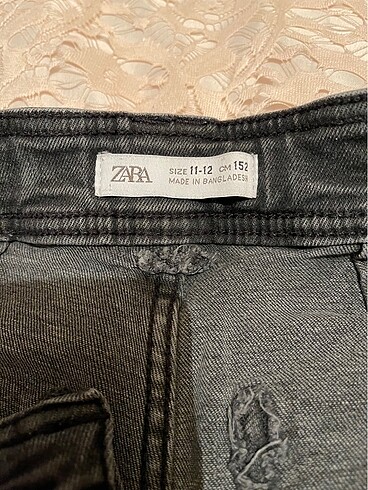 ZARA
SIZE 11-12 CM 152
MADE IN BANGLADESH